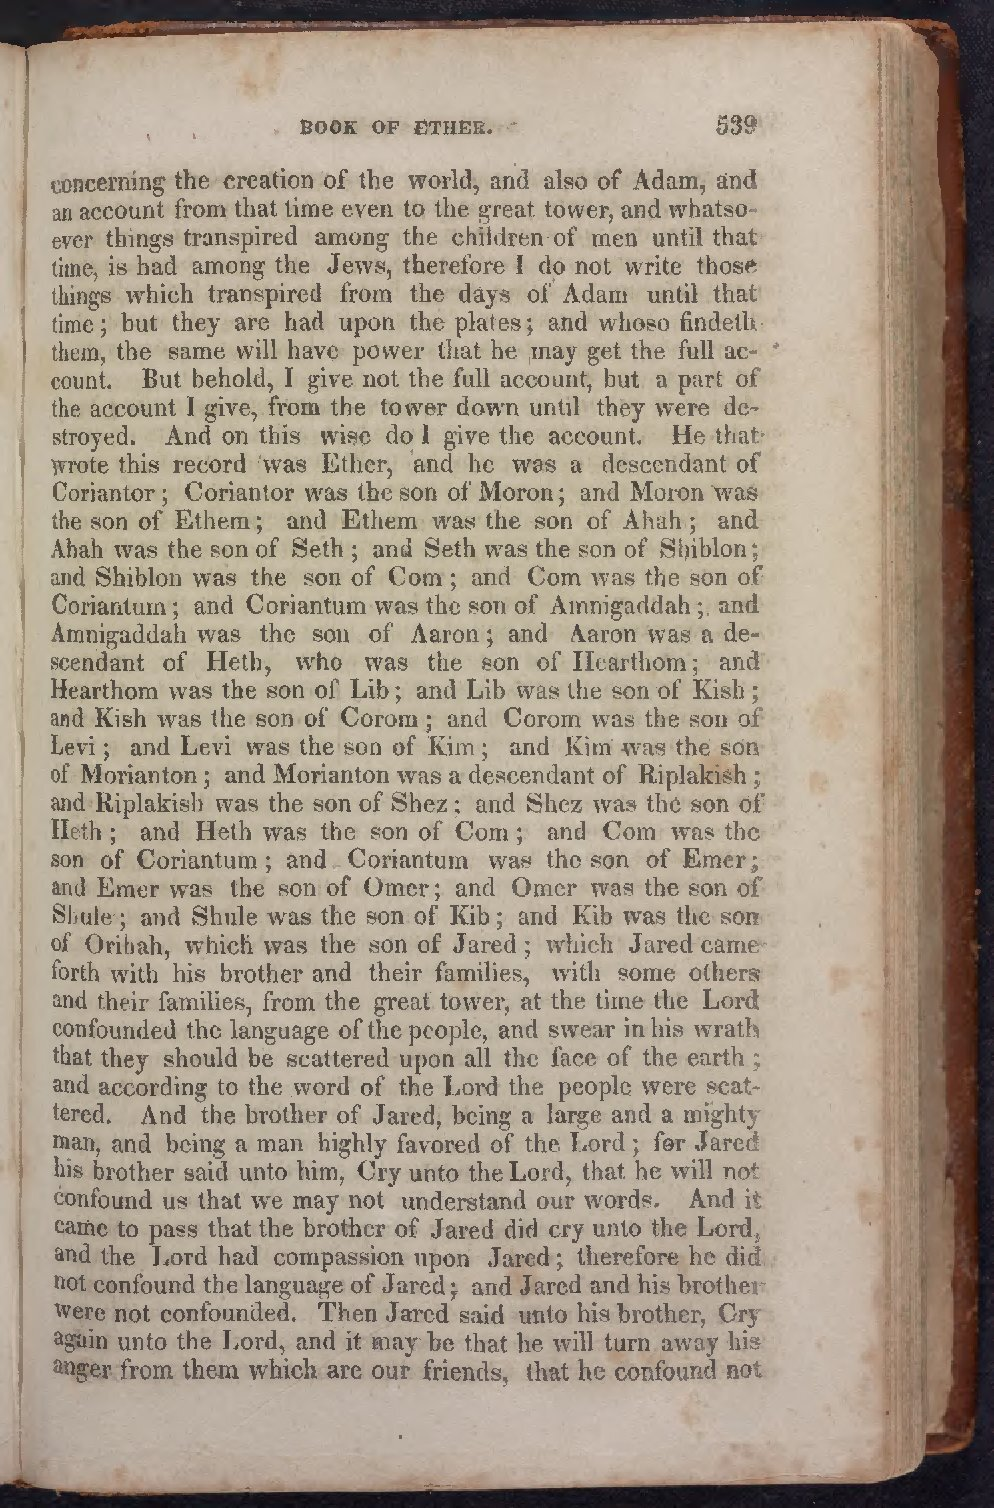 BOOK OF ETHER. 539
concerning the creation of the world, and also of Adam, and
an account from that time even to the great tower, and whatso-
ever things transpired among the children of men until that
time, is had among the Jews, therefore I do not write those
things which transpired from the days of Adam until that
time; but they are had upon the plates; and whoso findeth
them, the same will have power that he may get the full ac-
count. But behold, I give not the full account, but a part of
the account I give, from the tower down until they were de-
stroyed. And on this wise do I give the account. He that
wrote this record was Ether, and he was a descendant of
Coriantor; Coriantor was the son of Moron; and Moron was
the son of Ethem; and Ethem was the son of Ahah; and
Ahah was the son of Seth; and Seth was the son of Shiblon;
and Shiblon was the son of Com; and Com was the son of
Coriantum; and Coriantum was the son of Amnigaddah; and
Amnigaddah was the son of Aaron; and Aaron was a de-
scendant of Heth, who was the son of Hearthom; and
Hearthom was the son of Lib; and Lib was the son of Kish;
and Kish was the son of Corom; and Corom was the son of
Levi; and Levi was the son of Kim; and Kim was the son
of Morianton; and Morianton was a descendant of Riplakish;
and Riplakish was the son of Shez; and Shez was the son of
Heth; and Heth was the son of Com; and Com was the
son of Coriantum; and Coriantum was the son of Emer;
and Emer was the son of Omer; and Omer was the son of
Shule; and Shule was the son of Kib; and Kib was the son
of Orihah, which was the son of Jared; which Jared came
forth with his brother and their families, with some others
and their families, from the great tower, at the time the Lord
confounded the language of the people, and swear in his wrath
that they should be scattered upon all the face of the earth;
and according to the word of the Lord the people were scat-
tered. And the brother of Jared, being a large and a mighty
man, and being a man highly favored of the Lord; for Jared
his brother said unto him, Cry unto the Lord, that he will not
confound us that we may not understand our words. And it
came to pass that the brother of Jared did cry unto the Lord,
and the Lord had compassion upon Jared; therefore he did
not confound the language of Jared; and Jared and his brother
were not confounded. Then Jared said unto his brother, Cry
again unto the Lord, and it may be that he will turn away his
anger from them which are our friends, that he confound not